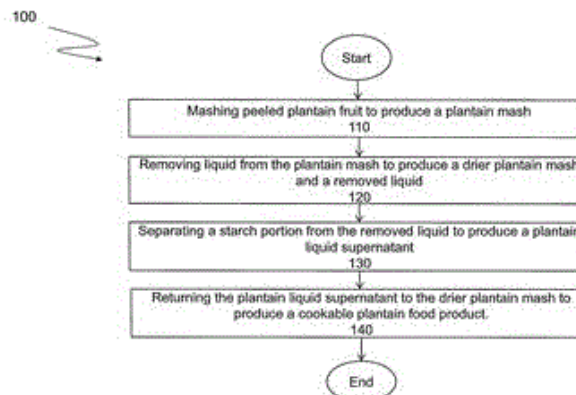 100
Start
Mashing peeled plantain fruit to produce a plantain mash
110
Removing liquid from the plantain mash to produce a drier plantain mash
and a removed liquid
120
Separating a starch portion from the removed liquid to produce a plantain
liquid supernatant
130
Returning the plantain liquid supernatant to the drier plantain mash to
produce a cookable plantain food product.
140
End